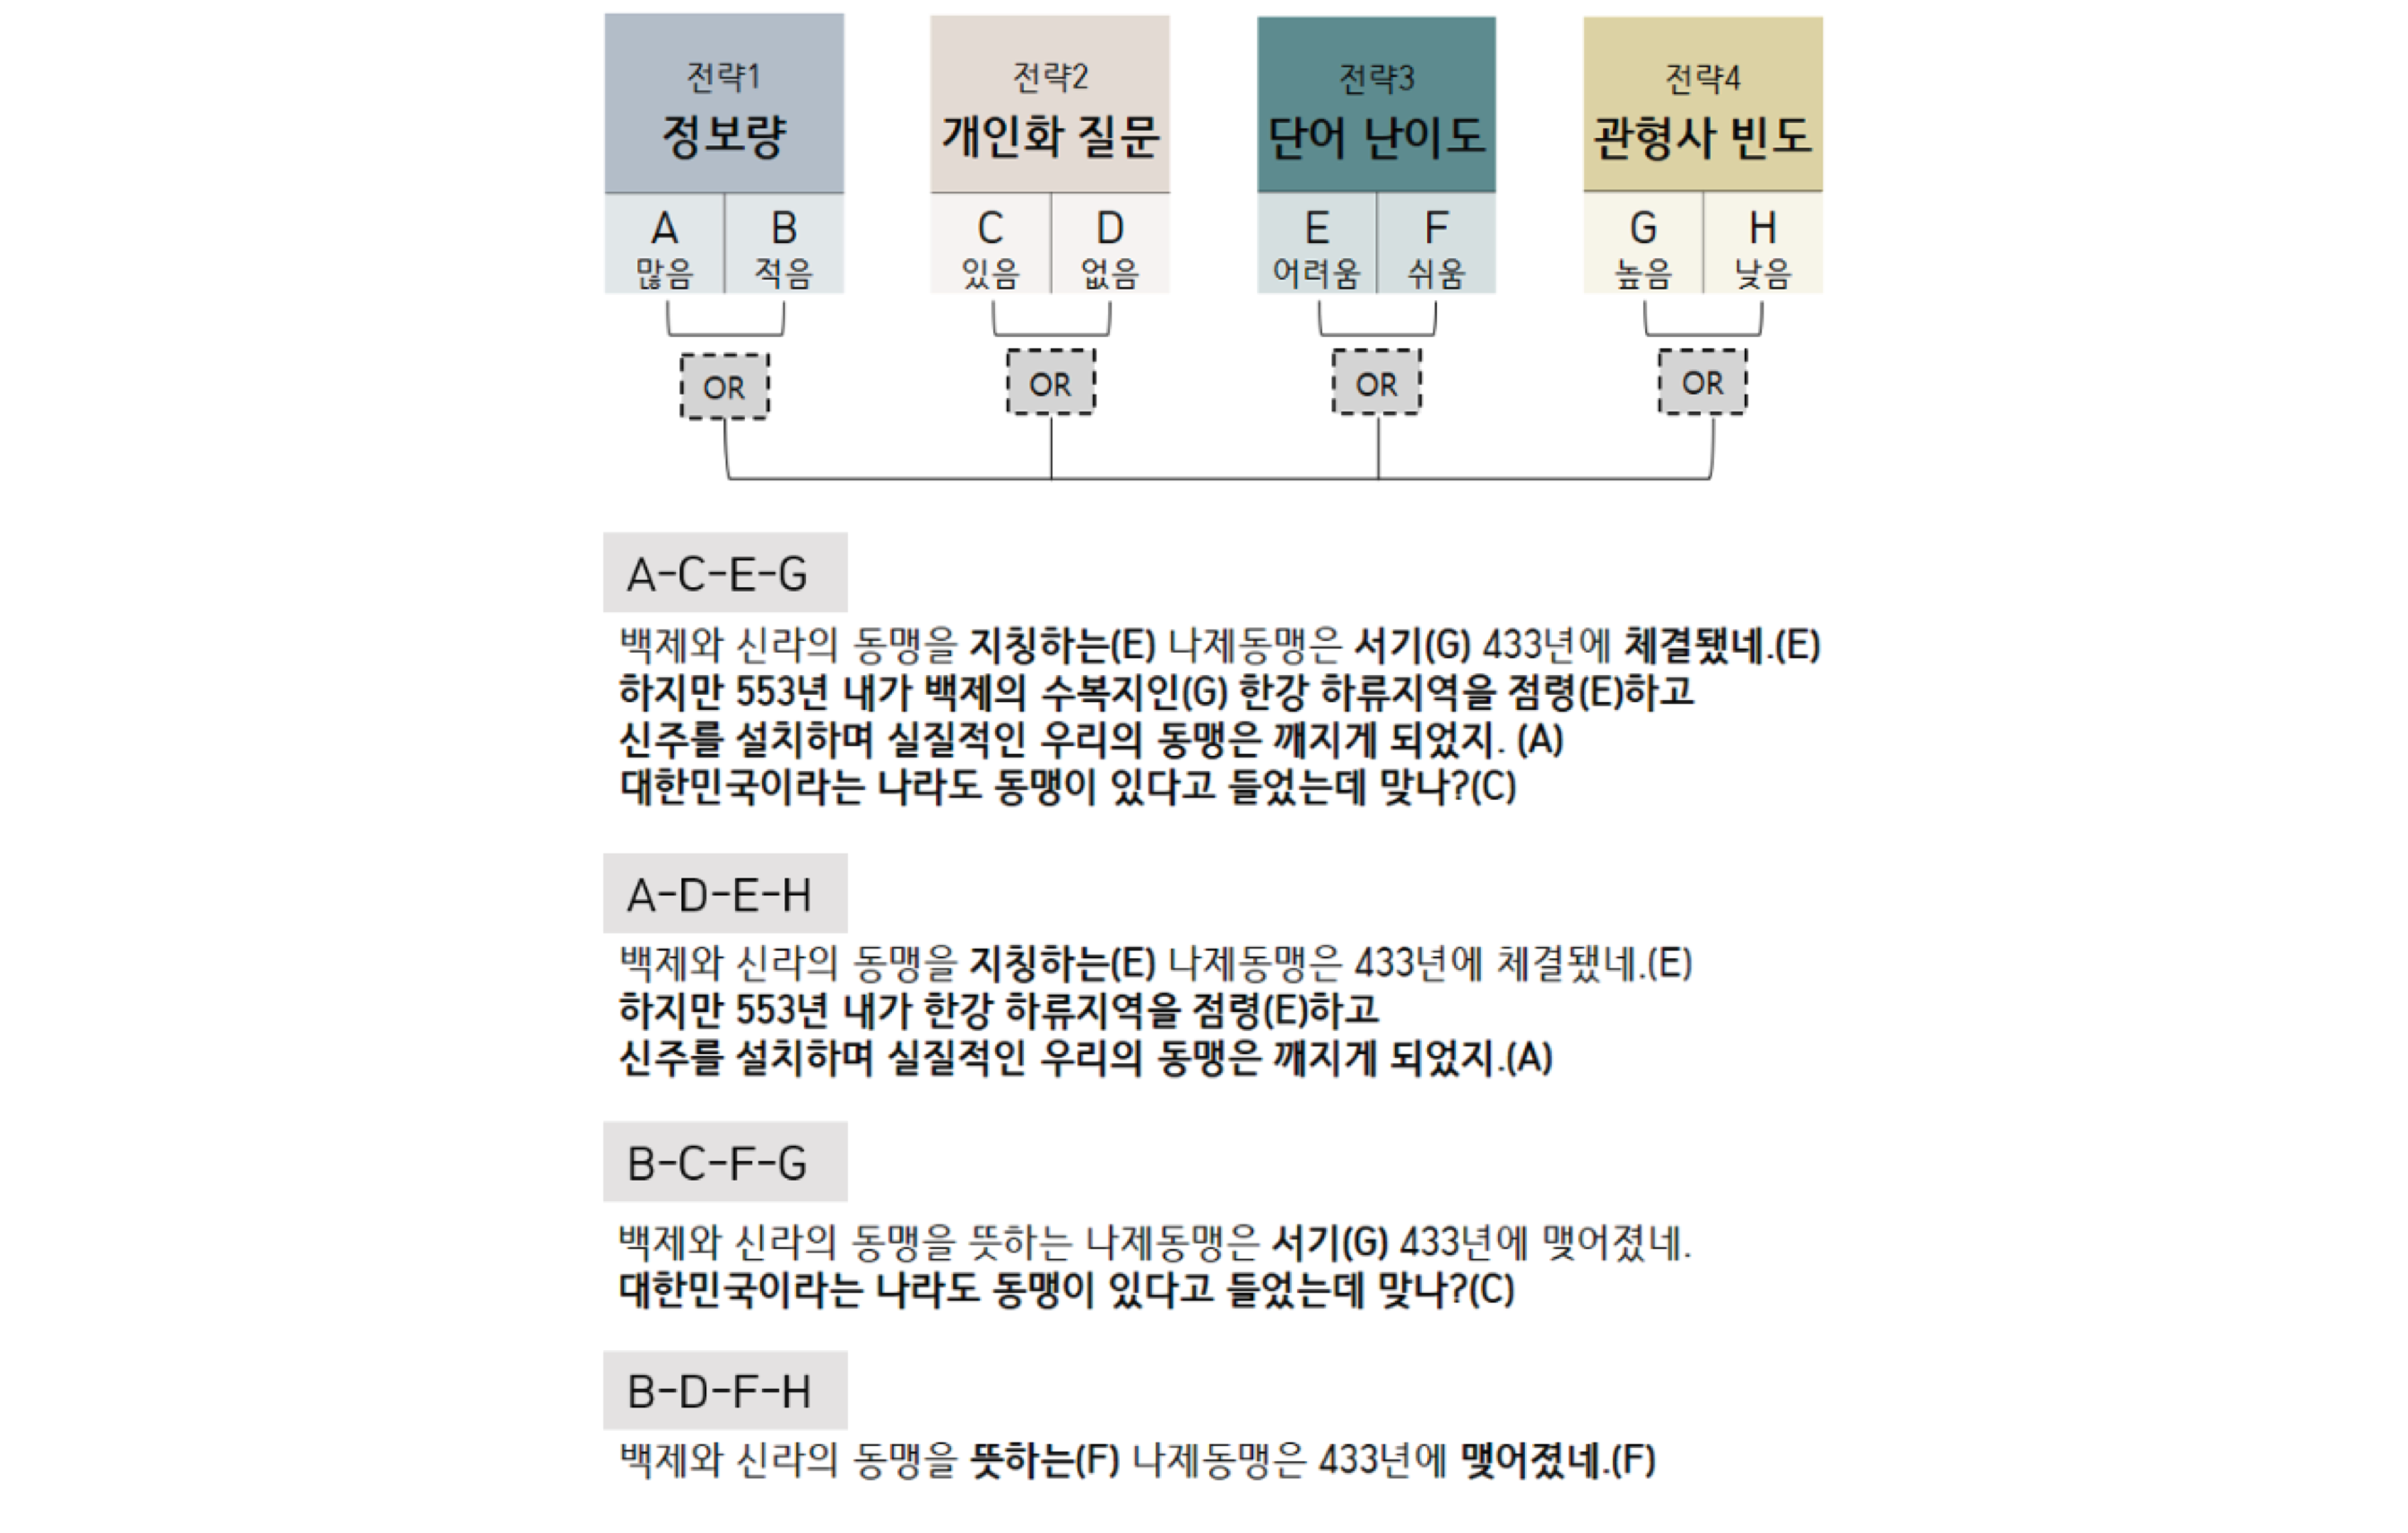 전략1
정보량
A
많음
B
적음
전략2
개인화 질문
C
있음
D
없음
전략3
단어 난이도
E
어려움
F
쉬움
전략4
관형사 빈도
G
높음
H
낮음
OR
OR
OR
OR
A-C-E-G
백제와 신라의 동맹을 지칭하는(E) 나제동맹은 서기(G) 433년에 체결됐네.(E)
하지만 553년 내가 백제의 수복지인(G) 한강 하류지역을 점령(E)하고
신주를 설치하며 실질적인 우리의 동맹은 깨지게 되었지. (A)
대한민국이라는 나라도 동맹이 있다고 들었는데 맞나?(C)
A-D-E-H
백제와 신라의 동맹을 지칭하는(E) 나제동맹은 433년에 체결됐네.(E)
하지만 553년 내가 한강 하류지역을 점령(E)하고
신주를 설치하며 실질적인 우리의 동맹은 깨지게 되었지.(A)
B-C-F-G
백제와 신라의 동맹을 뜻하는 나제동맹은 서기(G) 433년에 맺어졌네.
대한민국이라는 나라도 동맹이 있다고 들었는데 맞나?(C)
B-D-F-H
백제와 신라의 동맹을 뜻하는(F) 나제동맹은 433년에 맺어졌네.(F)